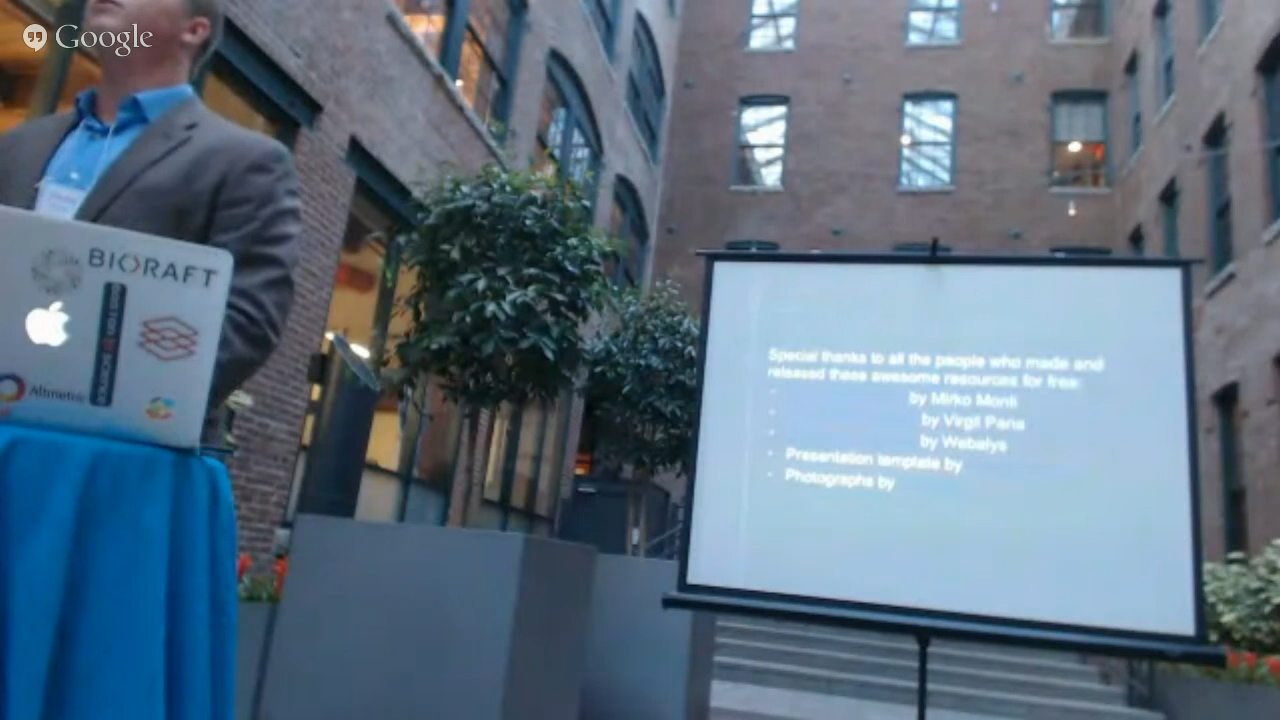 Google
BIORAFT
Altmetric
Special thanks to all the people who made and
released these awesome resources for free:
- by Mirko Monti
- by Virgil Pana
- by Webalys
- Presentation template by
- Photographs by